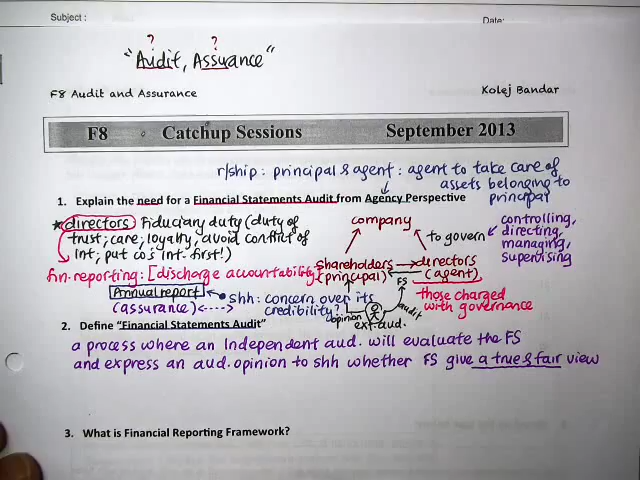 Subject :
Date:
? ?
"Audit, Assurance"
F8 Audit and Assurance
Kolej Bandar
F8 Catchup Sessions September 2013
r/ship : principal & agent : agent to take care of
assets belonging to
principal
1. Explain the need for a Financial Statements Audit from Agency Perspective
*directors Fiduciary duty (duty of
trust; care, loyalty, avoid conflict of
int; put co's int. first!)
company
to govern
controlling,
directing,
managing,
supervising
shareholders
(principal)
directors
(agent)
FS
fin. reporting: [discharge accountability]
those charged
with governance
Annual report
(assurance)
shh: concern over its
credibility?
opinion
audit
ext. aud.
2. Define "Financial Statements Audit"
a process where an Independent aud. will evaluate the FS
and express an aud. opinion to shh whether FS give a true & fair view
3. What is Financial Reporting Framework?